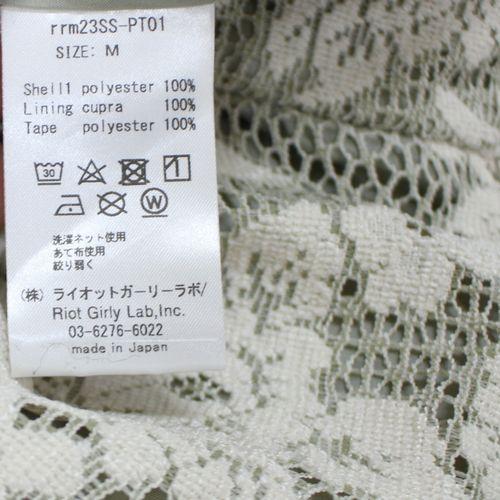 rrm23SS-PT01
SIZE: M
Shell1 polyester 100%
Lining cupra 100%
Tape polyester 100%
30
W
洗濯ネット使用
あて布使用
絞り弱く
(株) ライオットガーリーラボ/
Riot Girly Lab,Inc.
03-6276-6022
made in Japan